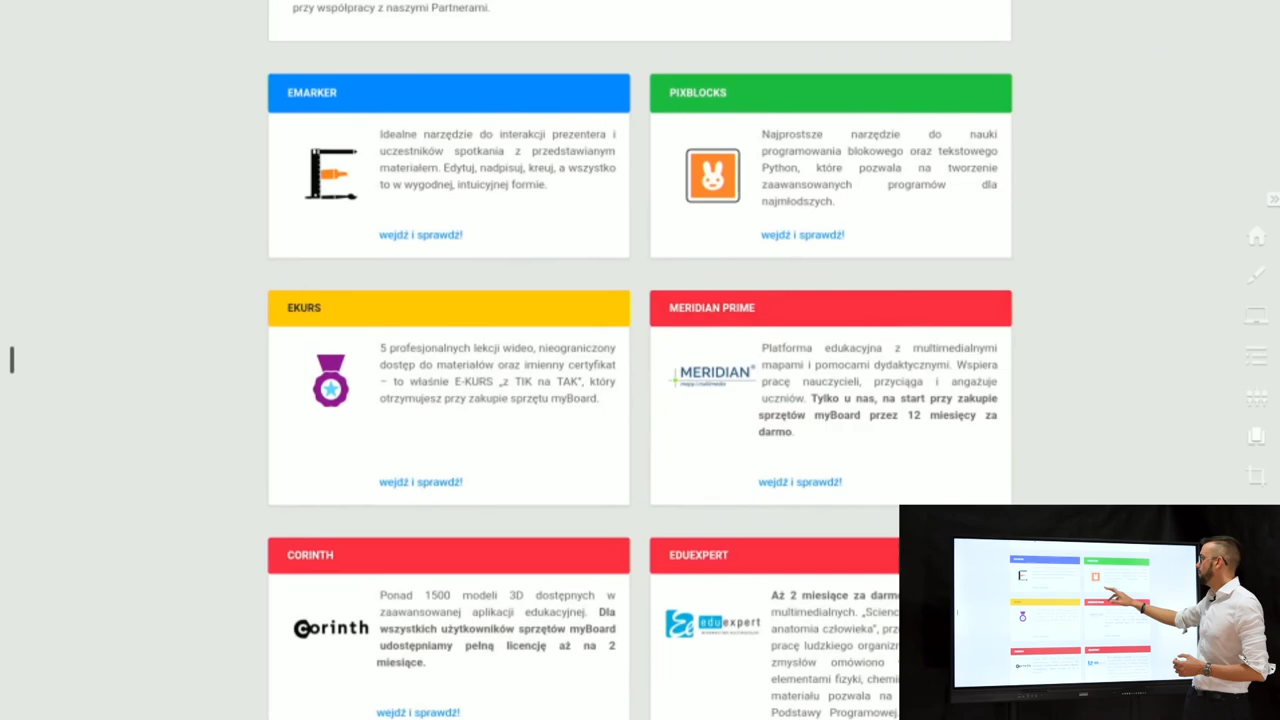 przy współpracy z naszymi Partnerami.
EMARKER
Idealne narzędzie do interakcji prezentera i
uczestników spotkania z przedstawianym
materiałem. Edytuj, nadpisuj, kreuj, a wszystko
to w wygodnej, intuicyjnej formie.
wejdź i sprawdź!
PIXBLOCKS
Najprostsze narzędzie do nauki
programowania blokowego oraz tekstowego
Python, które pozwala na tworzenie
zaawansowanych programów dla
najmłodszych.
wejdź i sprawdź!
EKURS
5 profesjonalnych lekcji wideo, nieograniczony
dostęp do materiałów oraz imienny certyfikat
– to właśnie E-KURS „z TIK na TAK”, który
otrzymujesz przy zakupie sprzętu myBoard.
wejdź i sprawdź!
MERIDIAN PRIME
MERIDIAN®
mapy i multimedia
Platforma edukacyjna z multimedialnymi
mapami i pomocami dydaktycznymi. Wspiera
pracę nauczycieli, przyciąga i angażuje
uczniów. Tylko u nas, na start przy zakupie
sprzętów myBoard przez 12 miesięcy za
darmo.
wejdź i sprawdź!
CORINTH
corinth
Ponad 1500 modeli 3D dostępnych w
zaawansowanej aplikacji edukacyjnej. Dla
wszystkich użytkowników sprzętów myBoard
udostępniamy pełną licencję aż na 2
miesiące.
wejdź i sprawdź!
EDUEXPERT
eduexpert
Aż 2 miesiące za darmo
multimedialnych. „Scienc
anatomia człowieka”, prze
pracę ludzkiego organiz
zmysłów omówiono w
elementami fizyki, chemi
materiału pozwala na
Podstawy Programowej.